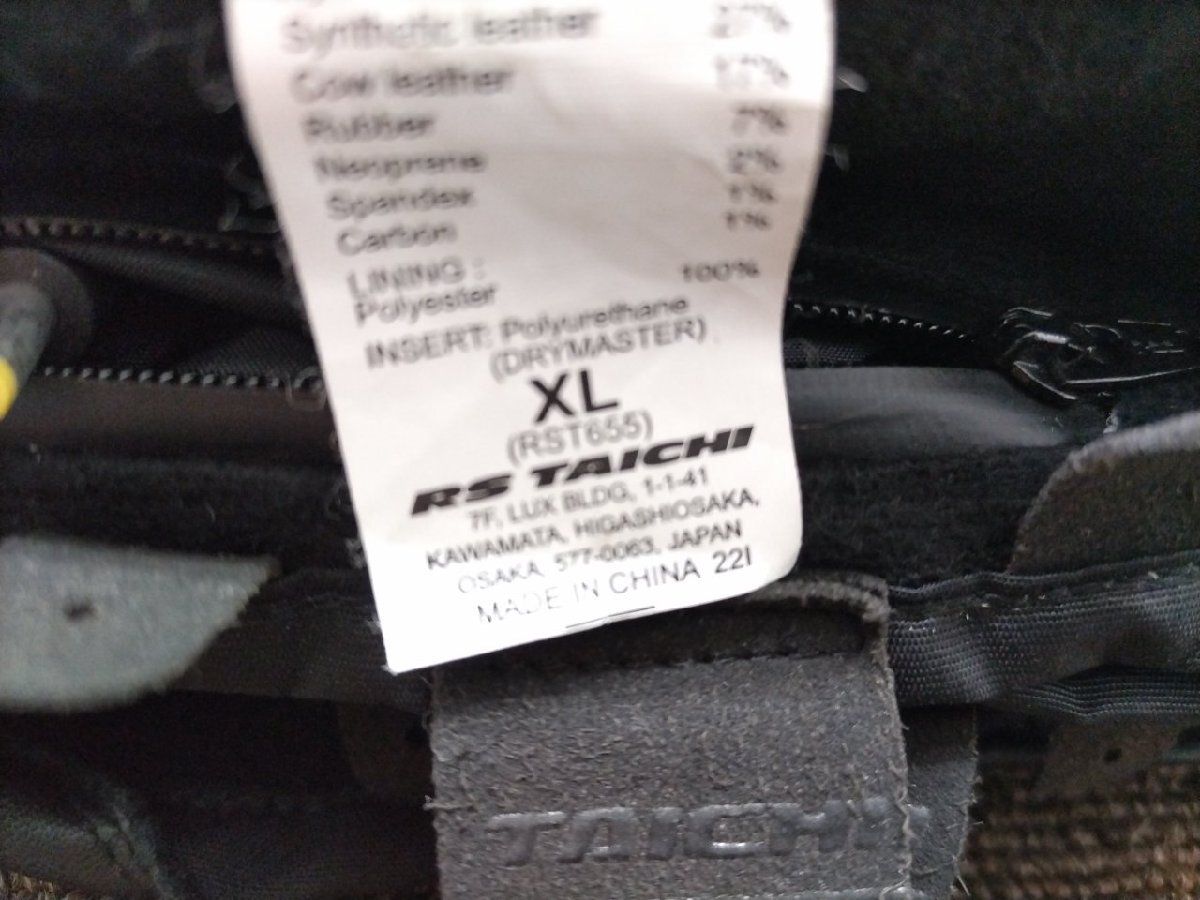 Synthetic leather 27%
Cow leather 17%
Rubber 7%
Neoprene 2%
Spandex 1%
Carbon 1%
LINING :
Polyester 100%
INSERT: Polyurethane
(DRYMASTER)
XL
(RST655)
RS TAICHI
7F, LUX BLDG, 1-1-41
KAWAMATA, HIGASHIOSAKA,
OSAKA, 577-0063, JAPAN
MADE IN CHINA 22I
TAICHI